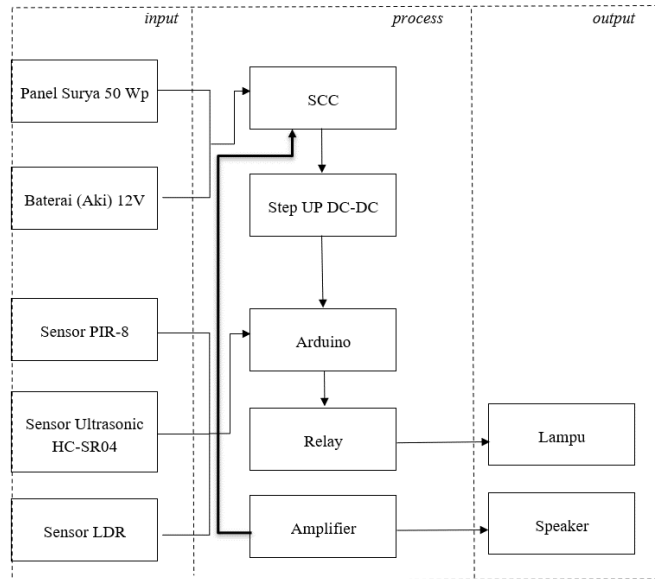 input
process
output
Panel Surya 50 Wp
SCC
Baterai (Aki) 12V
Step UP DC-DC
Sensor PIR-8
Arduino
Sensor Ultrasonic
HC-SR04
Relay
Lampu
Sensor LDR
Amplifier
Speaker